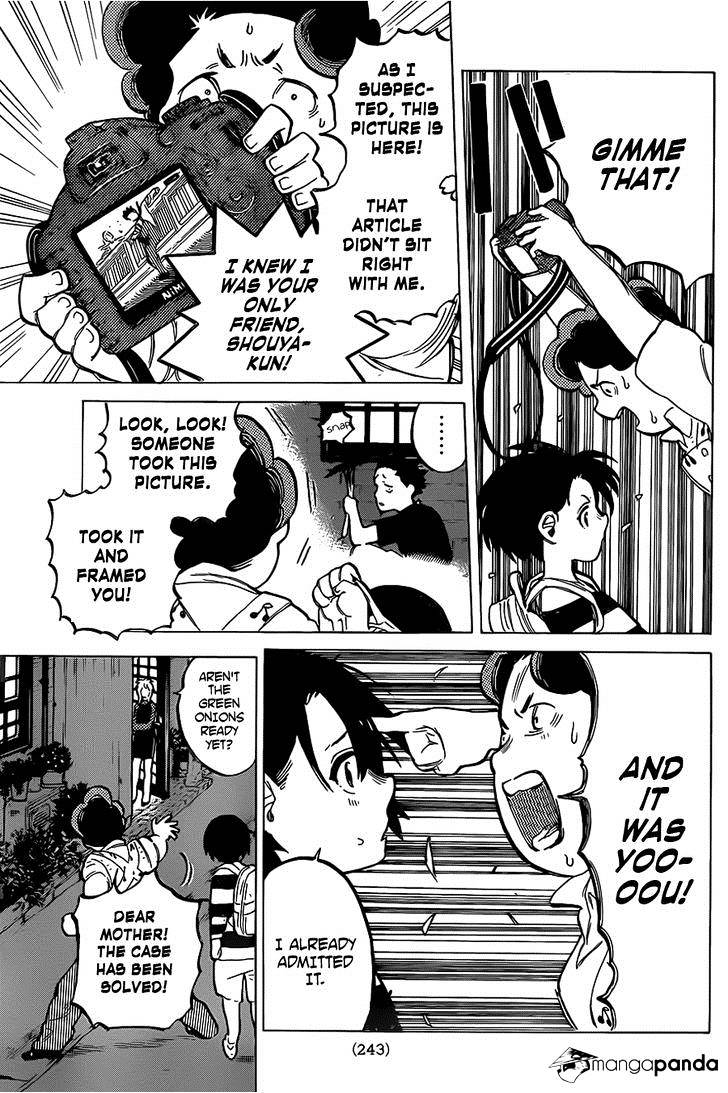 GIMME
THAT!
AS I
SUSPEC-
TED, THIS
PICTURE IS
HERE!
THAT
ARTICLE
DIDN'T SIT
RIGHT
WITH ME.
I KNEW I
WAS YOUR
ONLY
FRIEND,
SHOUYA-
KUN!
NIM
........
SNAP
LOOK, LOOK!
SOMEONE
TOOK THIS
PICTURE.
TOOK IT
AND
FRAMED
YOU!
AND
IT
WAS
YOO-
OOU!
I ALREADY
ADMITTED
IT.
AREN'T
THE
GREEN
ONIONS
READY
YET?
DEAR
MOTHER!
THE CASE
HAS BEEN
SOLVED!
(243)
mangapanda